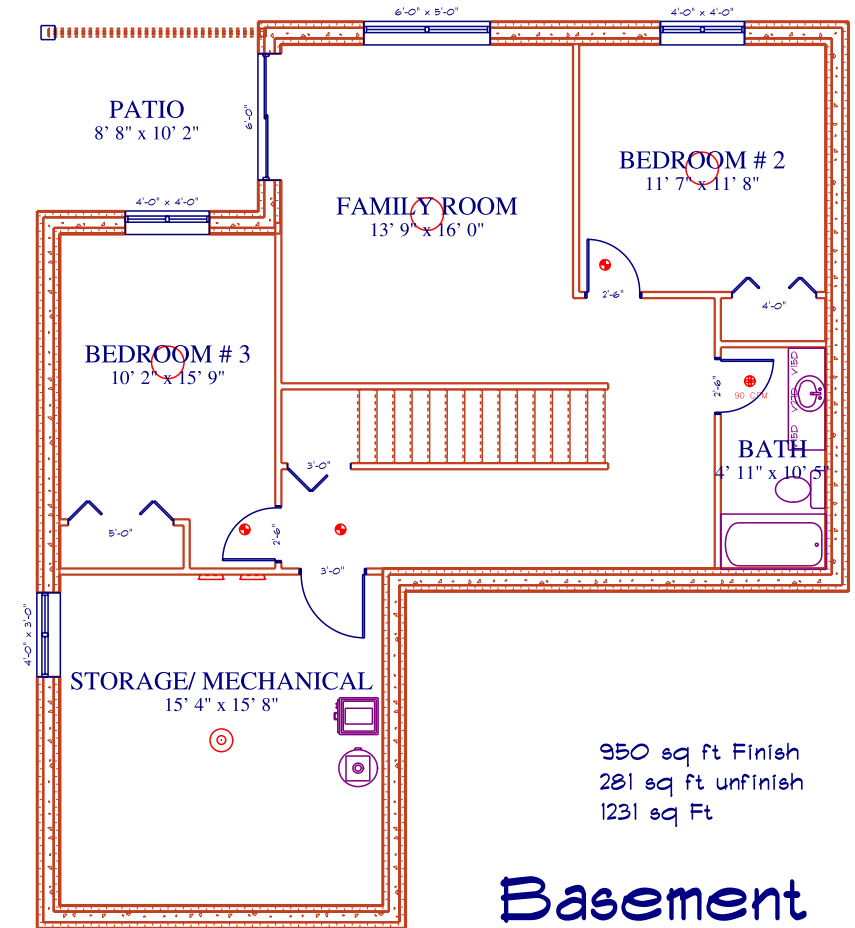 6'-0" x 5'-0"
4'-0" x 4'-0"
PATIO
8' 8" x 10' 2"
6'-0"
BEDROOM # 2
11' 7" x 11' 8"
4'-0" x 4'-0"
FAMILY ROOM
13' 9" x 16' 0"
2'-6"
4'-0"
BEDROOM # 3
10' 2" x 15' 9"
2'-6"
90 CFM
V15D
BATH
4' 11" x 10' 5"
3'-0"
5'-0"
2'-6"
3'-0"
4'-0" x 3'-0"
STORAGE/ MECHANICAL
15' 4" x 15' 8"
950 sq ft Finish
281 sq ft unfinish
1231 sq Ft
Basement